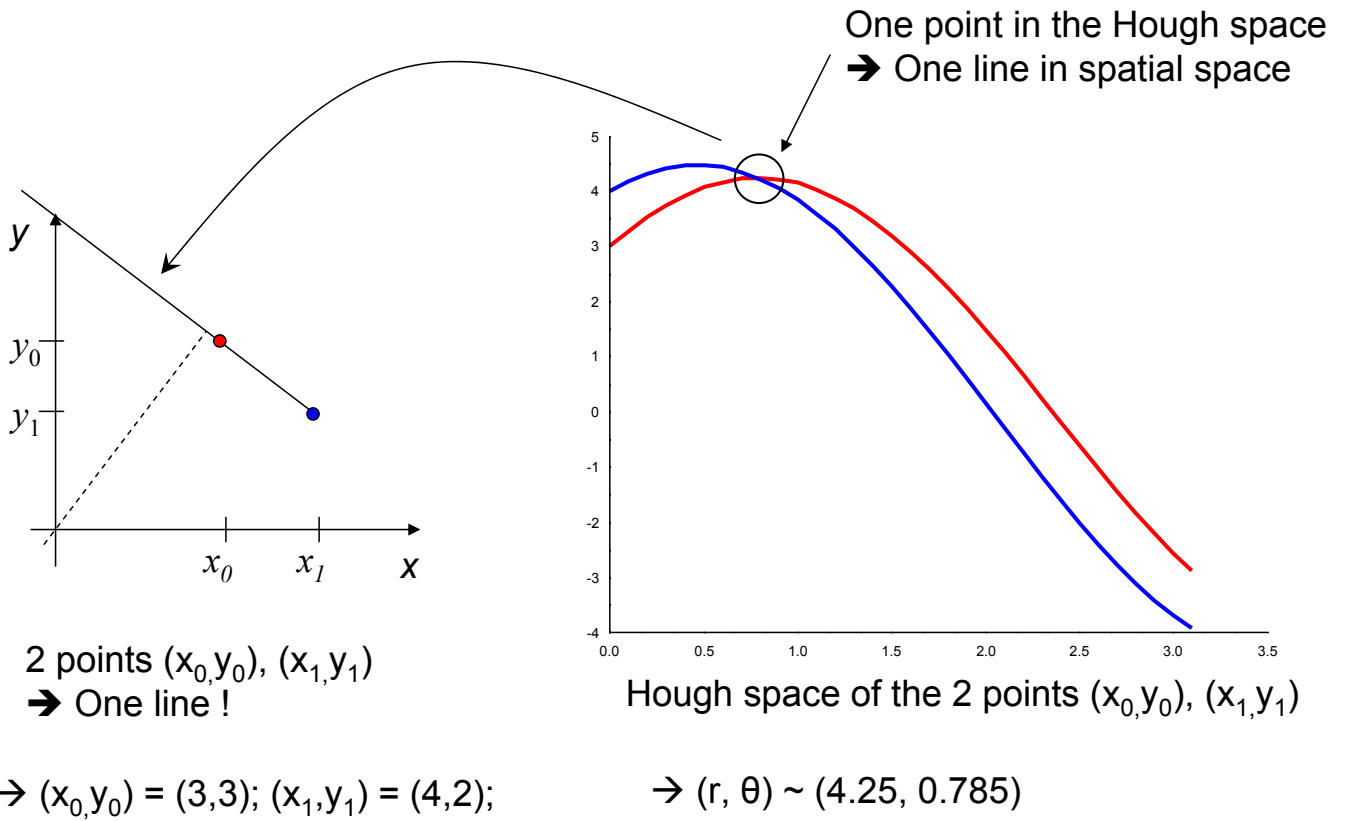 One point in the Hough space
➔ One line in spatial space
y
y₀
y₁
x₀ x₁ x
5
4
3
2
1
0
-1
-2
-3
-4
0.0 0.5 1.0 1.5 2.0 2.5 3.0 3.5
2 points (x₀,y₀), (x₁,y₁)
➔ One line !
Hough space of the 2 points (x₀,y₀), (x₁,y₁)
→ (x₀,y₀) = (3,3); (x₁,y₁) = (4,2);
→ (r, θ) ~ (4.25, 0.785)